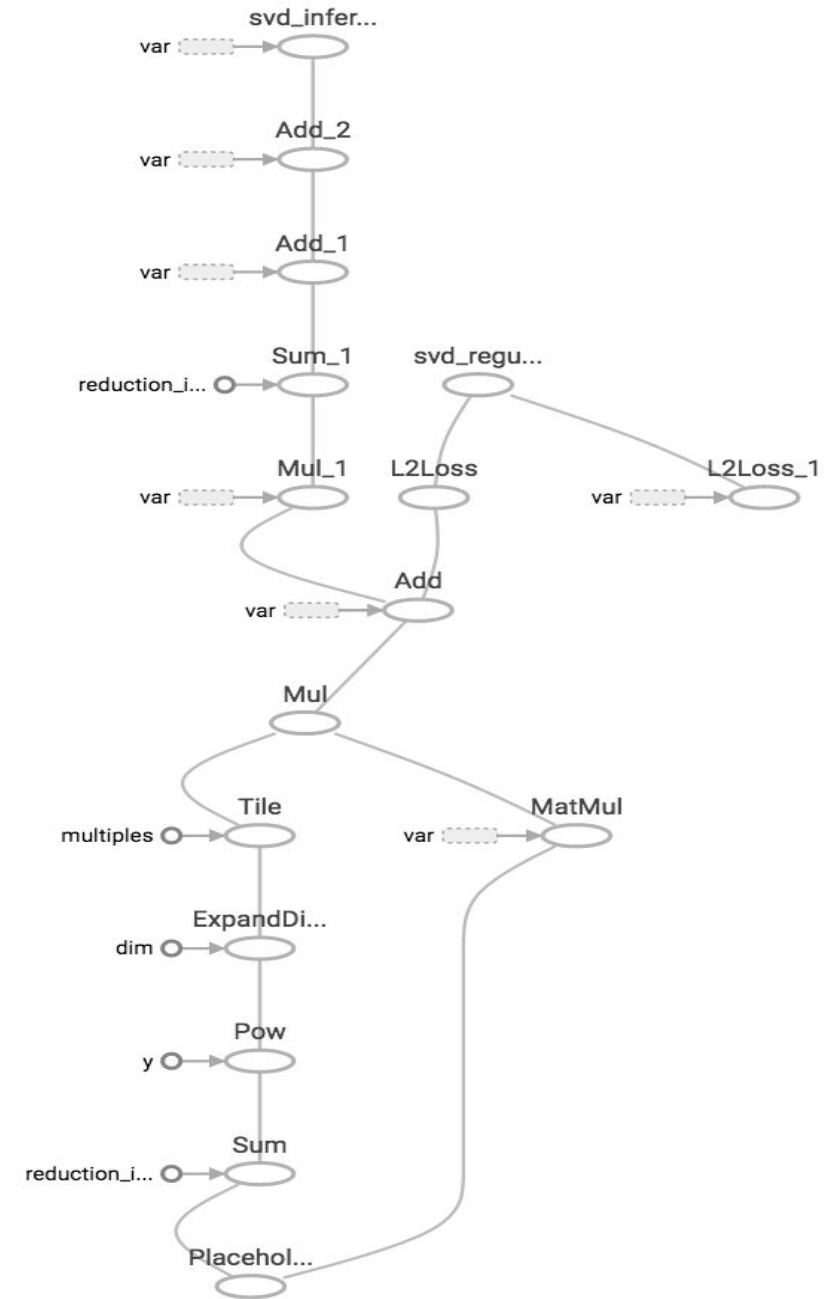 svd_infer...
var
Add_2
var
Add_1
var
Sum_1
svd_regu...
reduction_i...
Mul_1
L2Loss
L2Loss_1
var
var
Add
var
Mul
Tile
MatMul
multiples
var
ExpandDi...
dim
Pow
y
Sum
reduction_i...
Placehol...